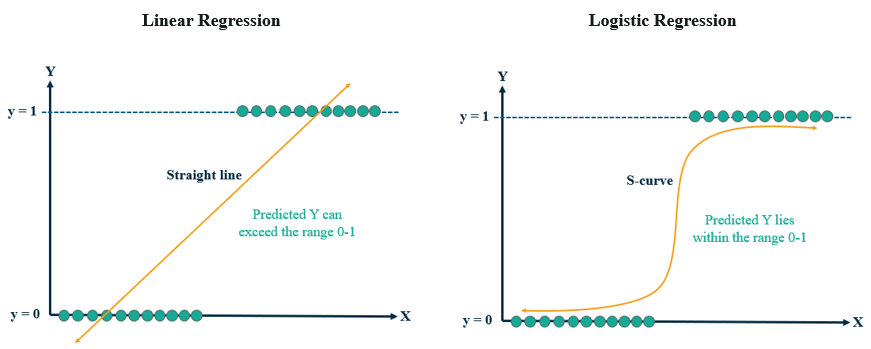 Linear Regression
Y
y = 1
Straight line
Predicted Y can
exceed the range 0-1
y = 0
X
Logistic Regression
Y
y = 1
S-curve
Predicted Y lies
within the range 0-1
y = 0
X